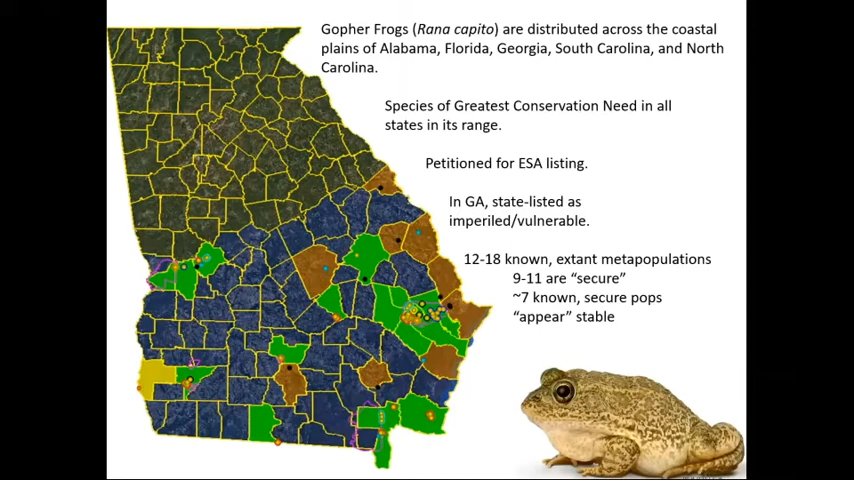 Gopher Frogs (Rana capito) are distributed across the coastal
plains of Alabama, Florida, Georgia, South Carolina, and North
Carolina.
Species of Greatest Conservation Need in all
states in its range.
Petitioned for ESA listing.
In GA, state-listed as
imperiled/vulnerable.
12-18 known, extant metapopulations
9-11 are “secure”
~7 known, secure pops
“appear” stable